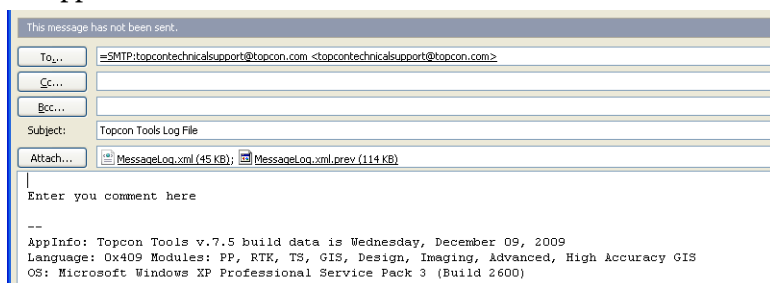 This message has not been sent.
To... =SMTP:topcontechnicalsupport@topcon.com <topcontechnicalsupport@topcon.com>
Cc...
Bcc...
Subject: Topcon Tools Log File
Attach... MessageLog.xml (45 KB); MessageLog.xml.prev (114 KB)
Enter you comment here
--
AppInfo: Topcon Tools v.7.5 build data is Wednesday, December 09, 2009
Language: 0x409 Modules: PP, RTK, TS, GIS, Design, Imaging, Advanced, High Accuracy GIS
OS: Microsoft Windows XP Professional Service Pack 3 (Build 2600)